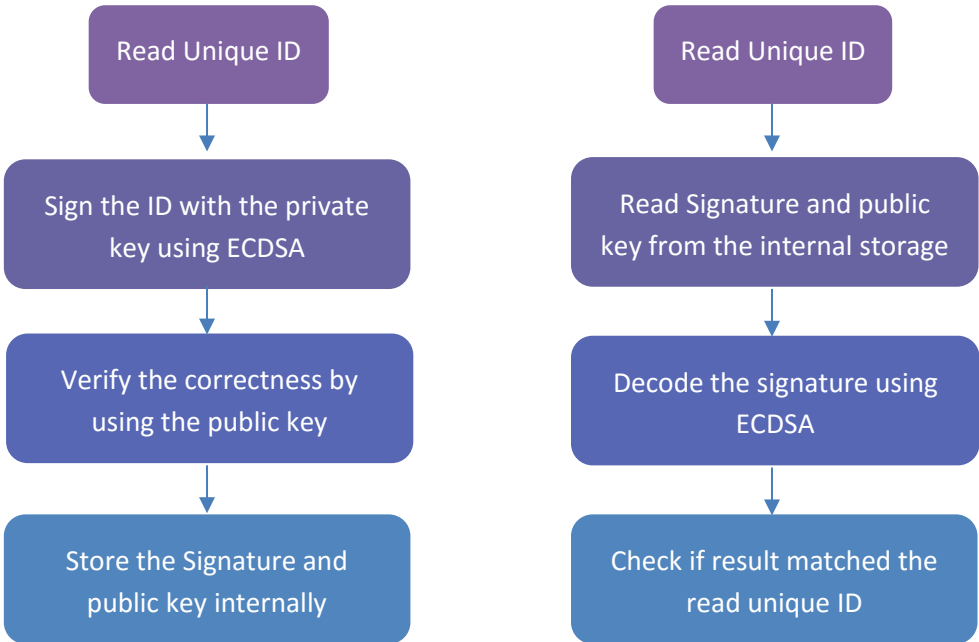 Read Unique ID
Sign the ID with the private
key using ECDSA
Verify the correctness by
using the public key
Store the Signature and
public key internally
Read Unique ID
Read Signature and public
key from the internal storage
Decode the signature using
ECDSA
Check if result matched the
read unique ID